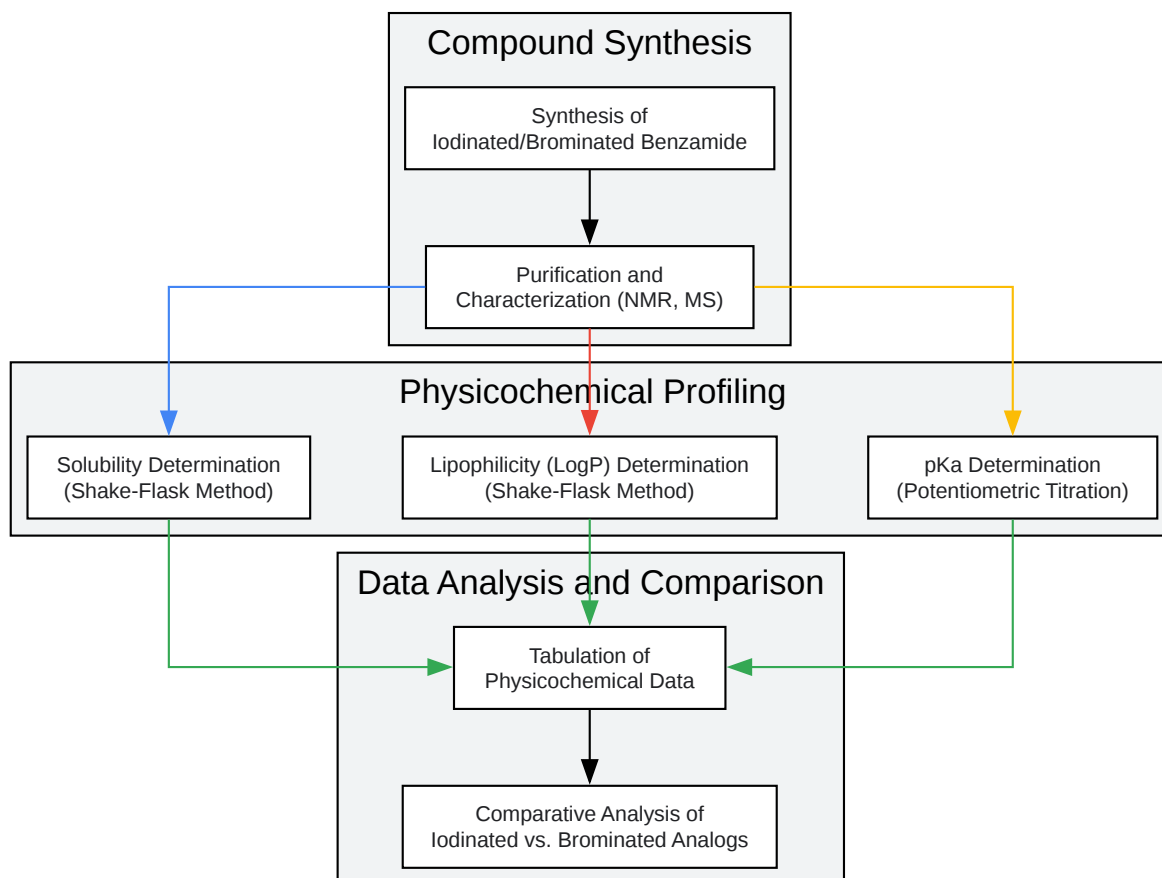 Compound Synthesis
Synthesis of
Iodinated/Brominated Benzamide
Purification and
Characterization (NMR, MS)
Physicochemical Profiling
Solubility Determination
(Shake-Flask Method)
Lipophilicity (LogP) Determination
(Shake-Flask Method)
pKa Determination
(Potentiometric Titration)
Data Analysis and Comparison
Tabulation of
Physicochemical Data
Comparative Analysis of
Iodinated vs. Brominated Analogs